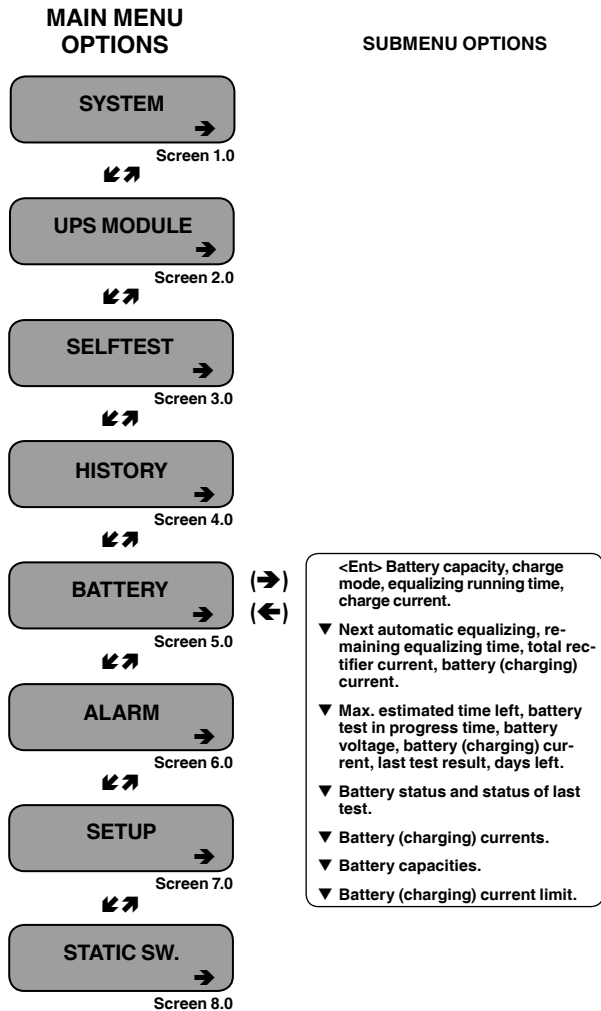 MAIN MENU
OPTIONS
SUBMENU OPTIONS
SYSTEM
➔
Screen 1.0
UPS MODULE
➔
Screen 2.0
SELFTEST
➔
Screen 3.0
HISTORY
➔
Screen 4.0
BATTERY
➔
Screen 5.0
(➔)
(←)
<Ent> Battery capacity, charge
mode, equalizing running time,
charge current.
▼ Next automatic equalizing, re-
maining equalizing time, total rec-
tifier current, battery (charging)
current.
▼ Max. estimated time left, battery
test in progress time, battery
voltage, battery (charging) cur-
rent, last test result, days left.
▼ Battery status and status of last
test.
▼ Battery (charging) currents.
▼ Battery capacities.
▼ Battery (charging) current limit.
ALARM
➔
Screen 6.0
SETUP
➔
Screen 7.0
STATIC SW.
➔
Screen 8.0